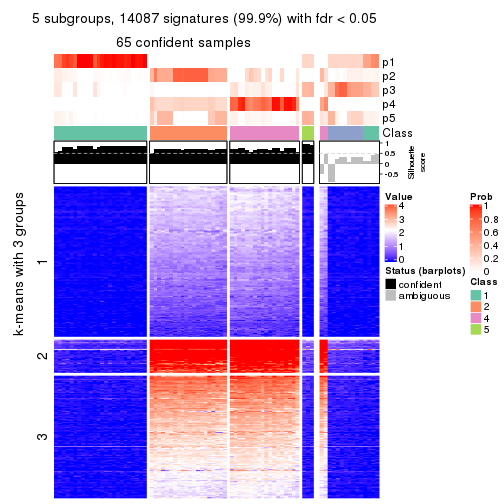 5 subgroups, 14087 signatures (99.9%) with fdr < 0.05
65 confident samples
p1
p2
p3
p4
p5
Class
1
0.5
0
-0.5
Silhouette
score
k-means with 3 groups
1
2
3
Value
4
3
2
1
0
Status (barplots)
confident
ambiguous
Prob
1
0.8
0.6
0.4
0.2
0
Class
1
2
4
5